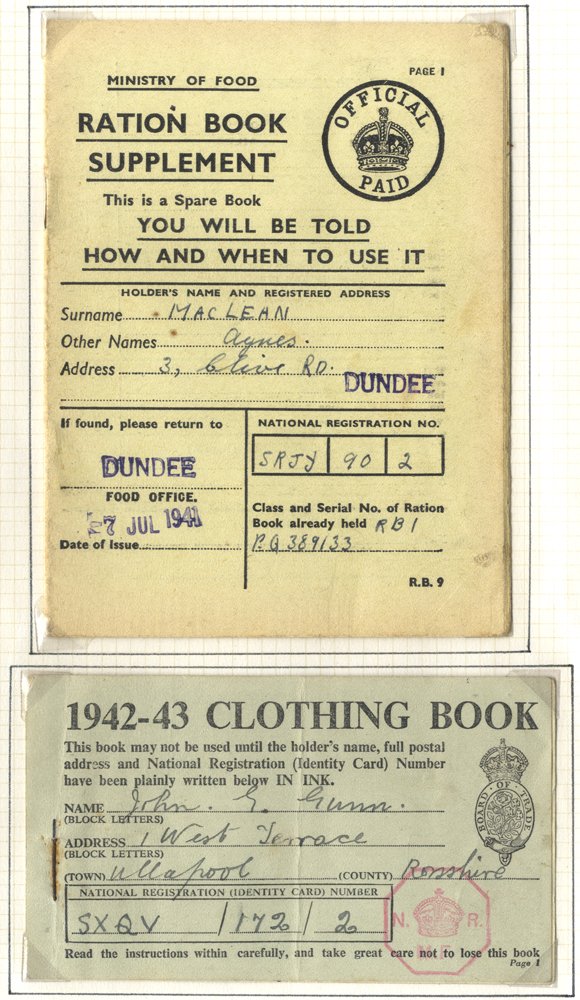 PAGE 1
MINISTRY OF FOOD
RATION BOOK
SUPPLEMENT
OFFICIAL
PAID
This is a Spare Book
YOU WILL BE TOLD
HOW AND WHEN TO USE IT
HOLDER'S NAME AND REGISTERED ADDRESS
Surname MACLEAN
Other Names Agnes.
Address 3, Clive RD.
DUNDEE
If found, please return to
DUNDEE
FOOD OFFICE.
7 JUL 1941
Date of Issue
NATIONAL REGISTRATION NO.
SRJY 90 2
Class and Serial No. of Ration
Book already held RB1
389133
R.B. 9
1942-43 CLOTHING BOOK
This book may not be used until the holder's name, full postal
address and National Registration (Identity Card) Number
have been plainly written below IN INK.
BOARD · OF · TRADE
NAME John. G. Gunn.
(BLOCK LETTERS)
ADDRESS 1 West Terrace
(BLOCK LETTERS)
(TOWN) Ullapool (COUNTY) Rosshire
NATIONAL REGISTRATION (IDENTITY CARD) NUMBER
SXQV / 172 / 2
N. R.
Read the instructions within carefully, and take great care not to lose this book
Page 1